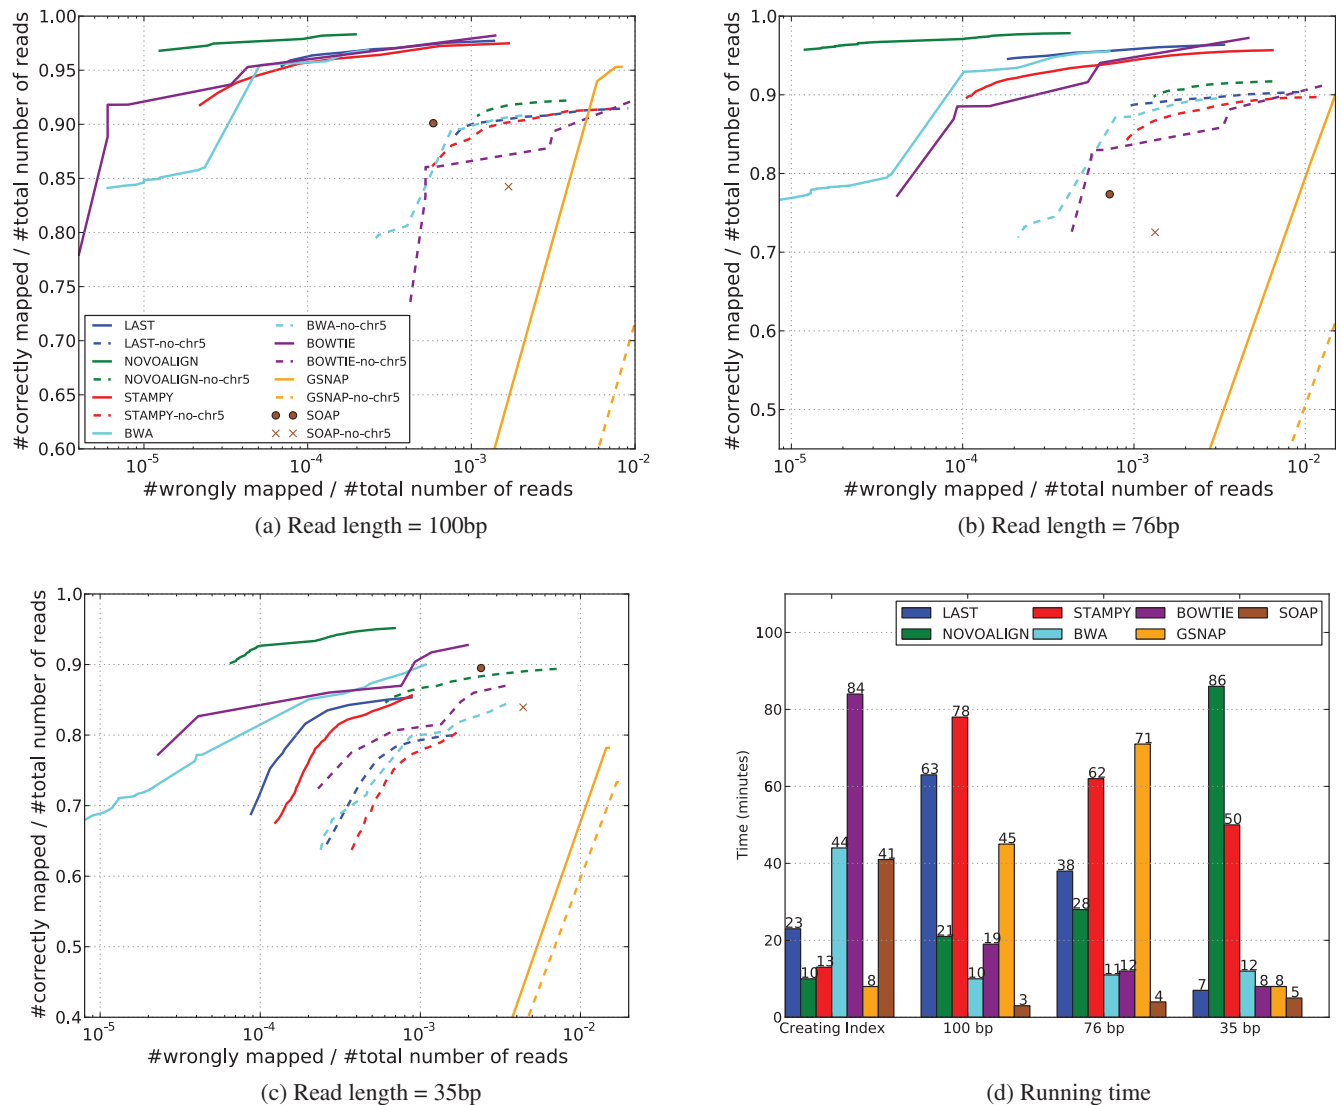 1.00
0.95
0.90
0.85
0.80
0.75
0.70
0.65
0.60
#correctly mapped / #total number of reads
LAST
LAST-no-chr5
NOVOALIGN
NOVOALIGN-no-chr5
STAMPY
STAMPY-no-chr5
BWA
BWA-no-chr5
BOWTIE
BOWTIE-no-chr5
GSNAP
GSNAP-no-chr5
SOAP
SOAP-no-chr5
10-5 10-4 10-3 10-2
#wrongly mapped / #total number of reads
(a) Read length = 100bp
1.0
0.9
0.8
0.7
0.6
0.5
#correctly mapped / #total number of reads
10-5 10-4 10-3 10-2
#wrongly mapped / #total number of reads
(b) Read length = 76bp
1.0
0.9
0.8
0.7
0.6
0.5
0.4
#correctly mapped / #total number of reads
10-5 10-4 10-3 10-2
#wrongly mapped / #total number of reads
(c) Read length = 35bp
100
80
60
40
20
0
Time (minutes)
LAST STAMPY BOWTIE SOAP
NOVOALIGN BWA GSNAP
23 10 13 44 84 8 41
63 21 78 10 19 45 3
38 28 62 11 12 71 4
7 86 50 12 8 8 5
Creating Index 100 bp 76 bp 35 bp
(d) Running time